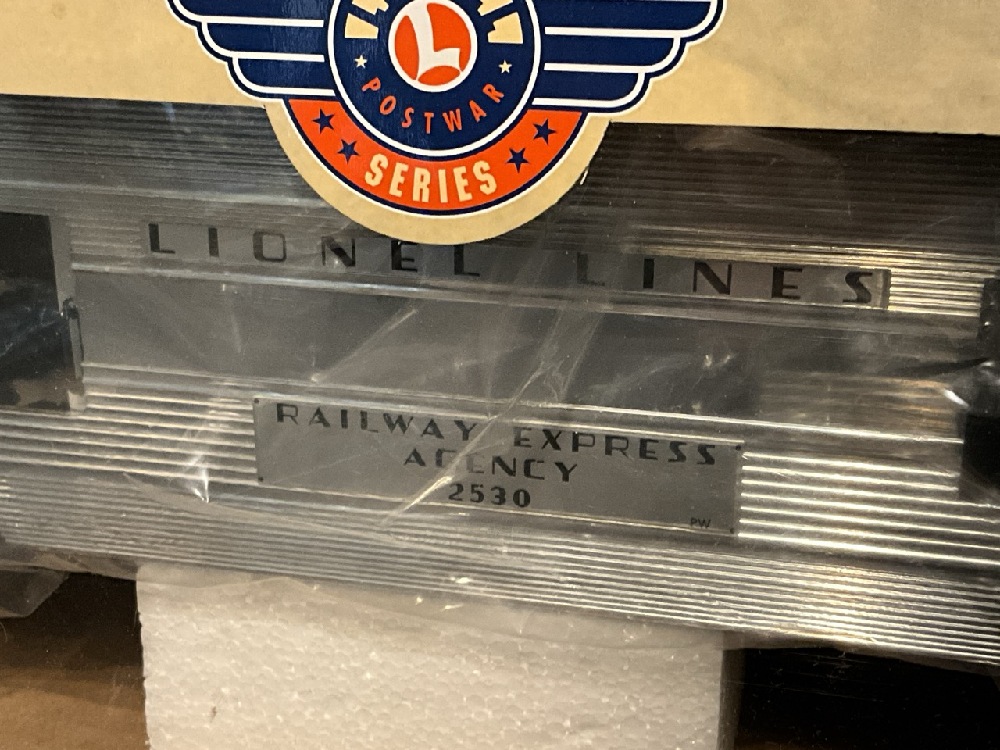 L
POSTWAR
SERIES
LIONEL LINES
RAILWAY EXPRESS
AGENCY
2530
PW